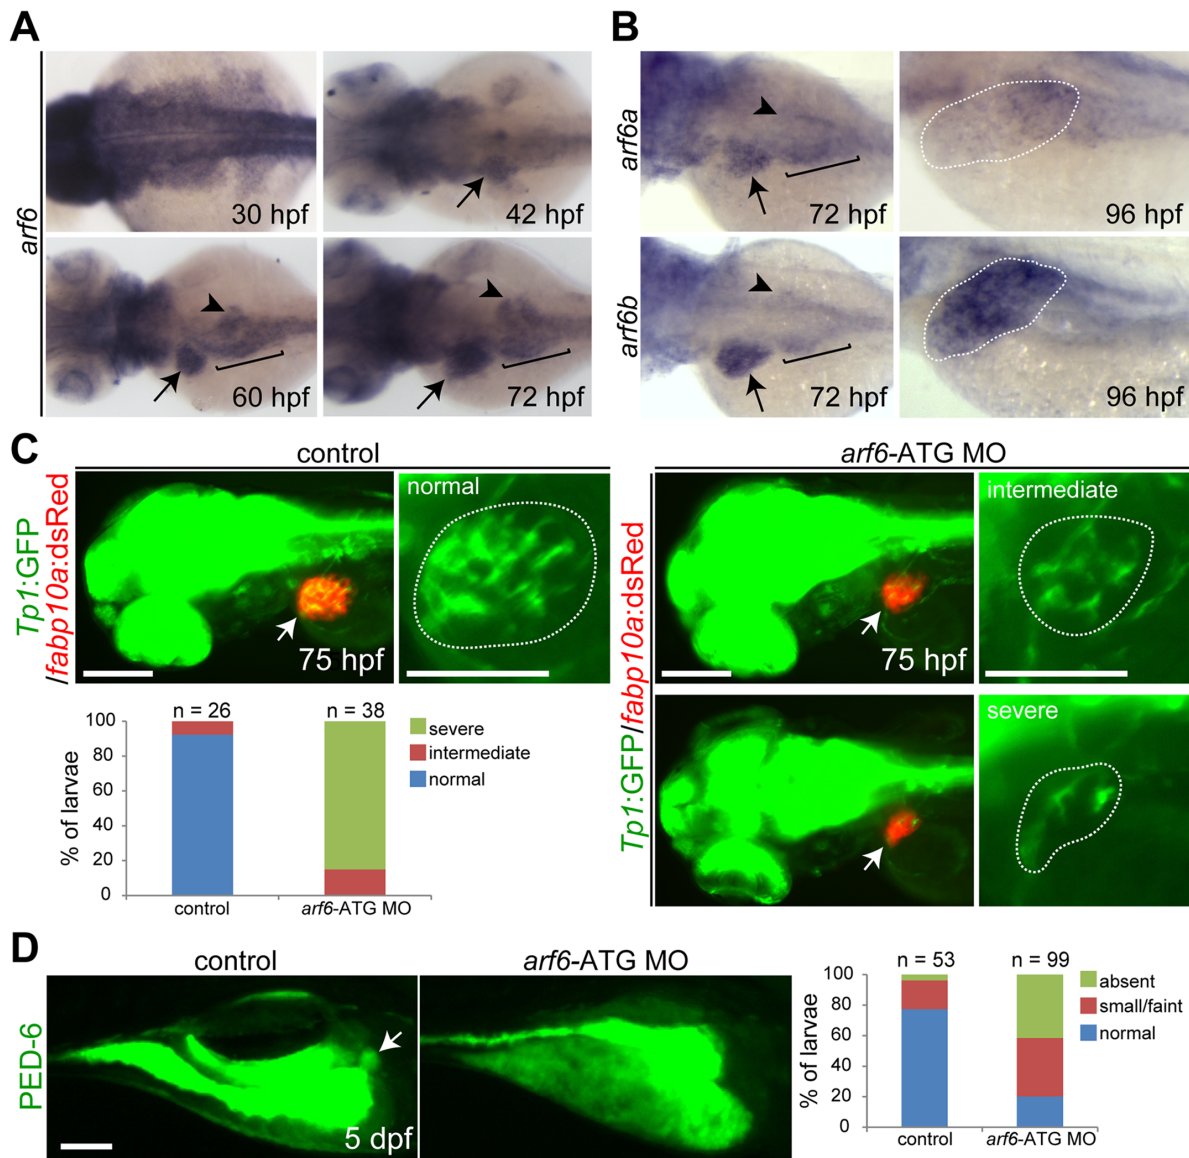 A
arf6
30 hpf
42 hpf
60 hpf
72 hpf
B
arf6a
72 hpf
96 hpf
arf6b
72 hpf
96 hpf
C
control
Tp1:GFP
/fabp10a:dsRed
75 hpf
normal
n = 26
n = 38
100
80
60
40
20
0
% of larvae
control
arf6-ATG MO
severe
intermediate
normal
arf6-ATG MO
Tp1:GFP/fabp10a:dsRed
75 hpf
intermediate
severe
D
control
arf6-ATG MO
PED-6
5 dpf
n = 53
n = 99
100
80
60
40
20
0
% of larvae
control
arf6-ATG MO
absent
small/faint
normal